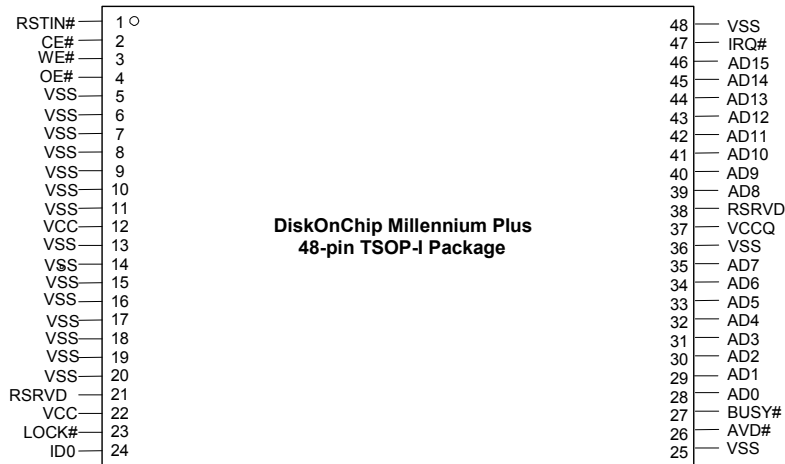 RSTIN# 1
CE# 2
WE# 3
OE# 4
VSS 5
VSS 6
VSS 7
VSS 8
VSS 9
VSS 10
VSS 11
VCC 12
VSS 13
VSS 14
VSS 15
VSS 16
VSS 17
VSS 18
VSS 19
VSS 20
RSRVD 21
VCC 22
LOCK# 23
ID0 24
DiskOnChip Millennium Plus
48-pin TSOP-I Package
48 VSS
47 IRQ#
46 AD15
45 AD14
44 AD13
43 AD12
42 AD11
41 AD10
40 AD9
39 AD8
38 RSRVD
37 VCCQ
36 VSS
35 AD7
34 AD6
33 AD5
32 AD4
31 AD3
30 AD2
29 AD1
28 AD0
27 BUSY#
26 AVD#
25 VSS